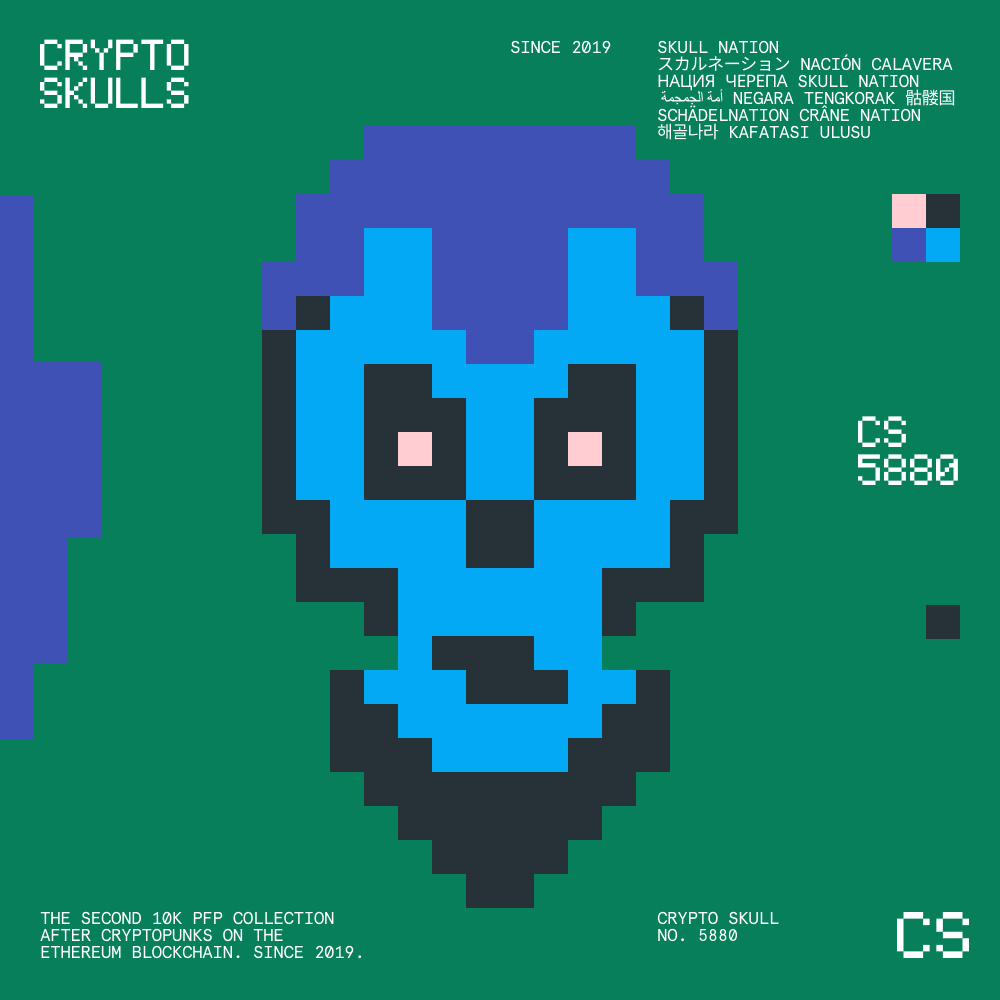 CRYPTO
SKULLS
SINCE 2019
SKULL NATION
スカルネーション NACIÓN CALAVERA
НАЦИЯ ЧЕРЕПА SKULL NATION
أمة الجمجمة NEGARA TENGKORAK 骷髅国
SCHÄDELNATION CRÂNE NATION
해골나라 KAFATASI ULUSU
CS
5880
THE SECOND 10K PFP COLLECTION
AFTER CRYPTOPUNKS ON THE
ETHEREUM BLOCKCHAIN. SINCE 2019.
CRYPTO SKULL
NO. 5880
CS